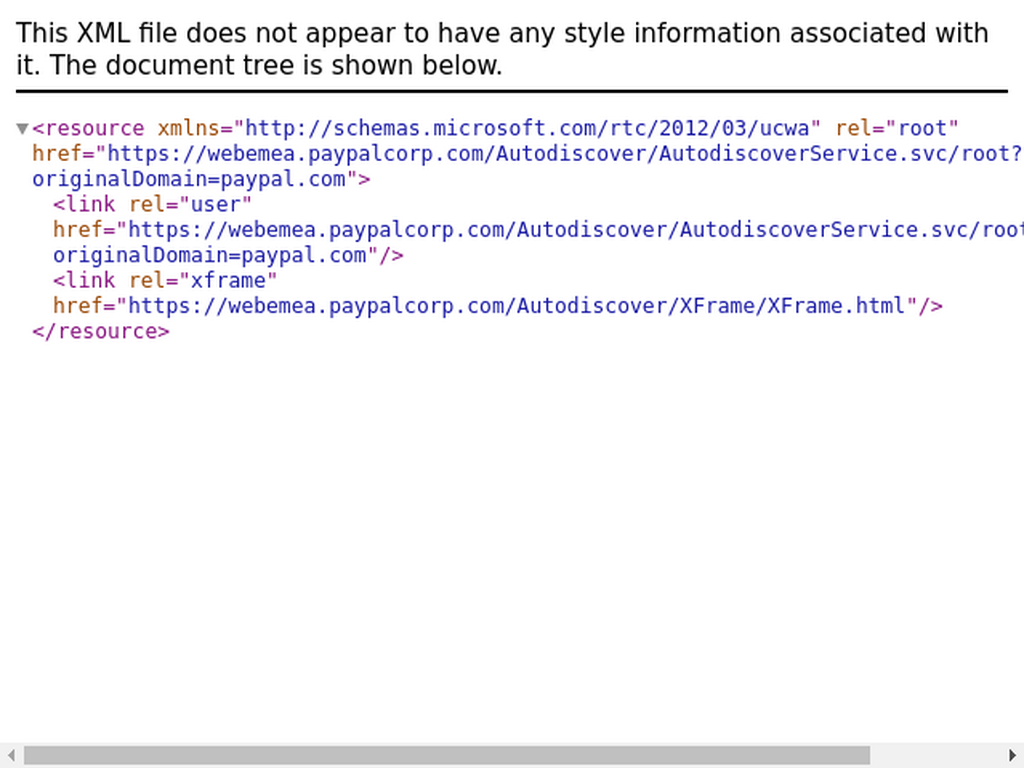 This XML file does not appear to have any style information associated with
it. The document tree is shown below.
<resource xmlns="http://schemas.microsoft.com/rtc/2012/03/ucwa" rel="root"
href="https://webemea.paypalcorp.com/Autodiscover/AutodiscoverService.svc/root?
originalDomain=paypal.com">
<link rel="user"
href="https://webemea.paypalcorp.com/Autodiscover/AutodiscoverService.svc/root
originalDomain=paypal.com"/>
<link rel="xframe"
href="https://webemea.paypalcorp.com/Autodiscover/XFrame/XFrame.html"/>
</resource>